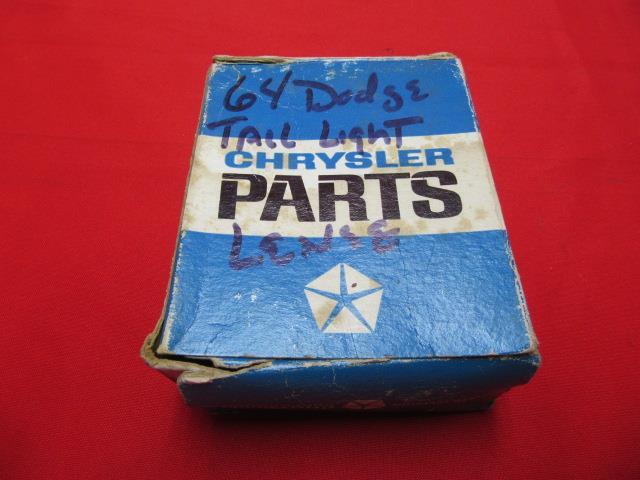 64 Dodge
TAIL Light
CHRYSLER
PARTS
LENSE